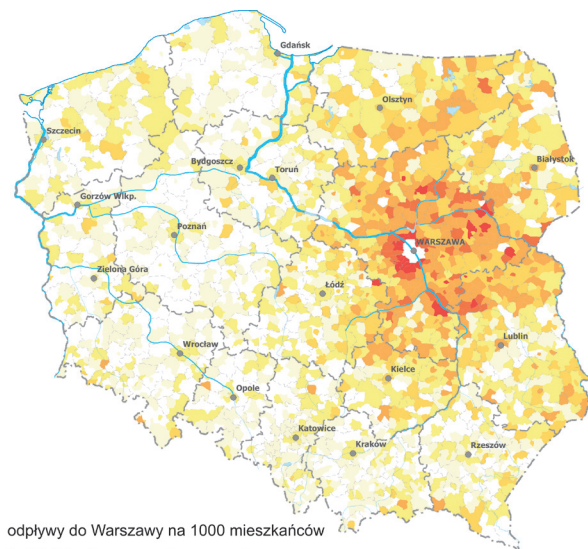 Gdańsk
Olsztyn
Szczecin
Białystok
Bydgoszcz
Toruń
Gorzów Wlkp.
Poznań
WARSZAWA
Zielona Góra
Łódź
Lublin
Wrocław
Kielce
Opole
Katowice
Kraków
Rzeszów
odpływy do Warszawy na 1000 mieszkańców